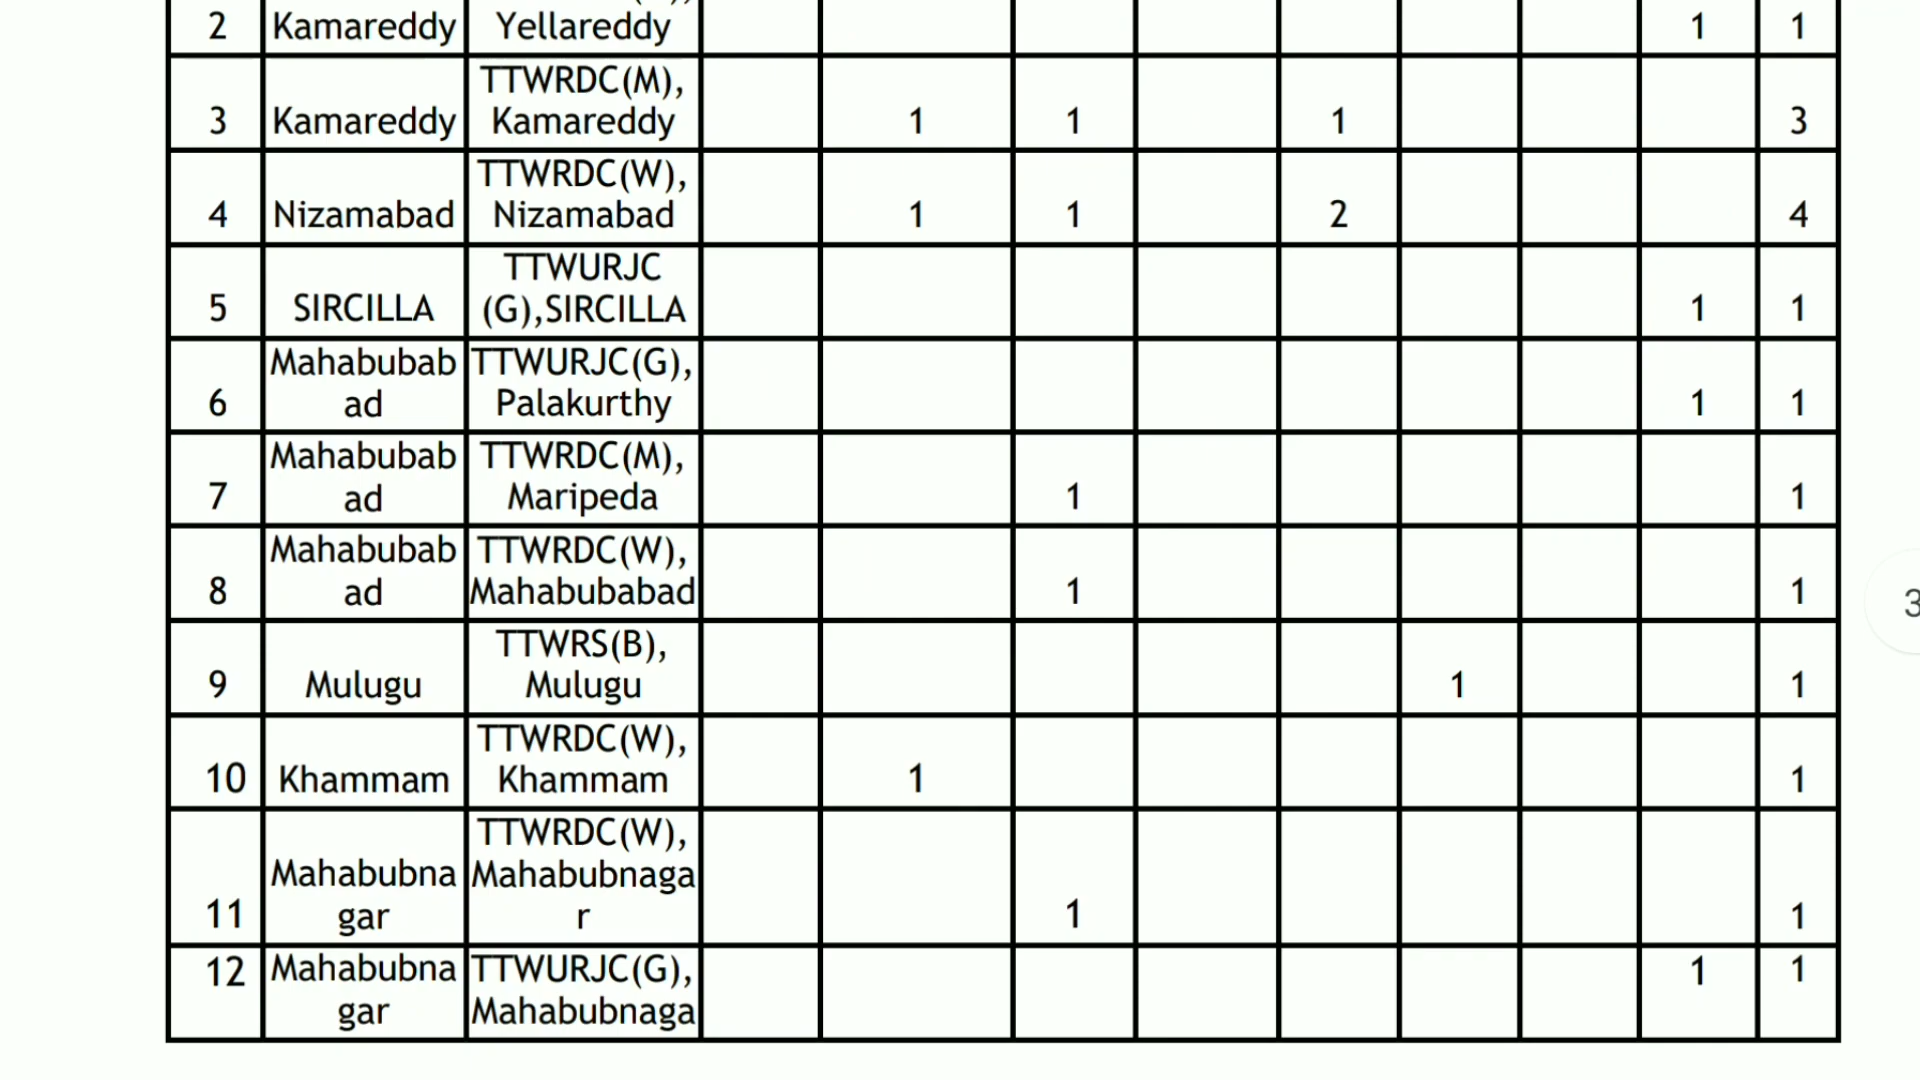 2 Kamareddy Yellareddy 1 1
TTWRDC(M),
3 Kamareddy Kamareddy 1 1 1 3
TTWRDC(W),
4 Nizamabad Nizamabad 1 1 2 4
TTWURJC
5 SIRCILLA (G),SIRCILLA 1 1
Mahabubab TTWURJC(G),
6 ad Palakurthy 1 1
Mahabubab TTWRDC(M),
7 ad Maripeda 1 1
Mahabubab TTWRDC(W),
8 ad Mahabubabad 1 1
TTWRS(B),
9 Mulugu Mulugu 1 1
TTWRDC(W),
10 Khammam Khammam 1 1
TTWRDC(W),
Mahabubna Mahabubnaga
11 gar r 1 1
12 Mahabubna TTWURJC(G), 1 1
gar Mahabubnaga
3